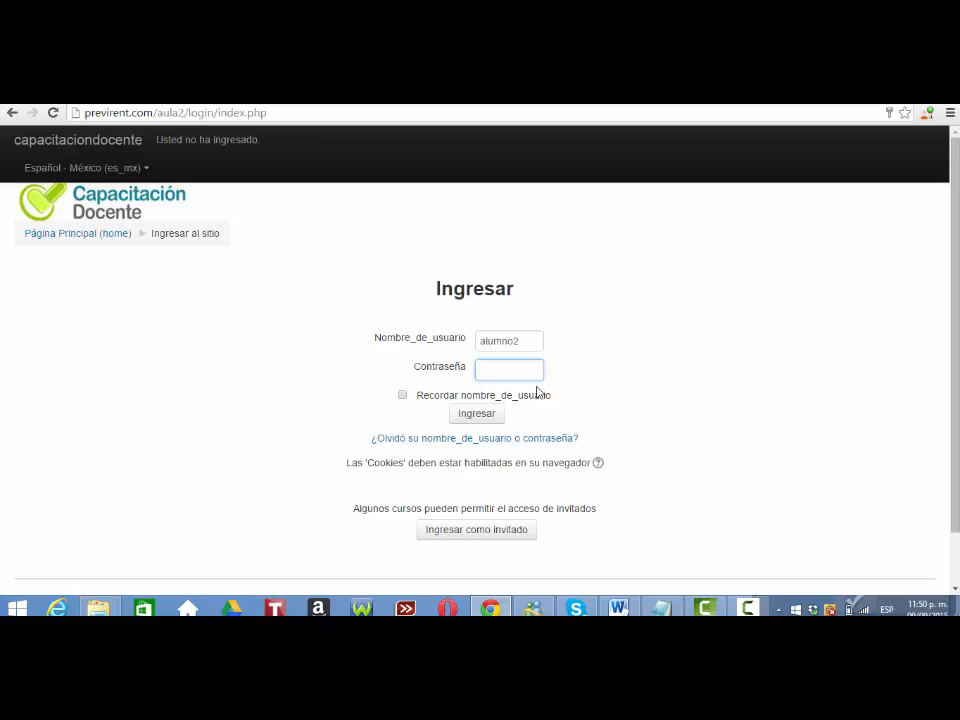 previrent.com/aula2/login/index.php
capacitaciondocente Usted no ha ingresado.
Español - México (es_mx)
Capacitación
Docente
Página Principal (home) Ingresar al sitio
Ingresar
Nombre_de_usuario alumno2
Contraseña
Recordar nombre_de_usuario
Ingresar
¿Olvidó su nombre_de_usuario o contraseña?
Las 'Cookies' deben estar habilitadas en su navegador ?
Algunos cursos pueden permitir el acceso de invitados
Ingresar como invitado
ESP
11:50 p. m.